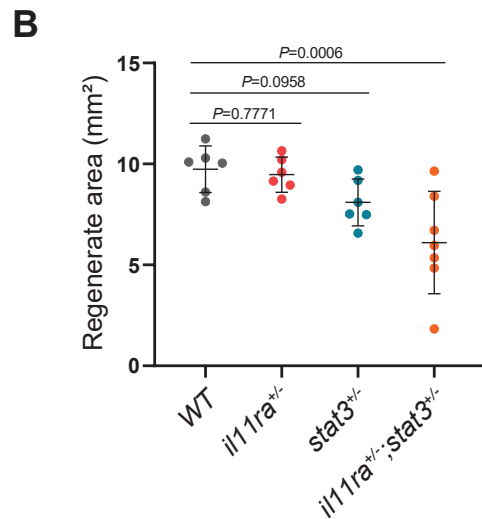 B
P=0.0006
P=0.0958
P=0.7771
Regenerate area (mm²)
15
10
5
0
WT
il11ra+/-
stat3+/-
il11ra+/-;stat3+/-